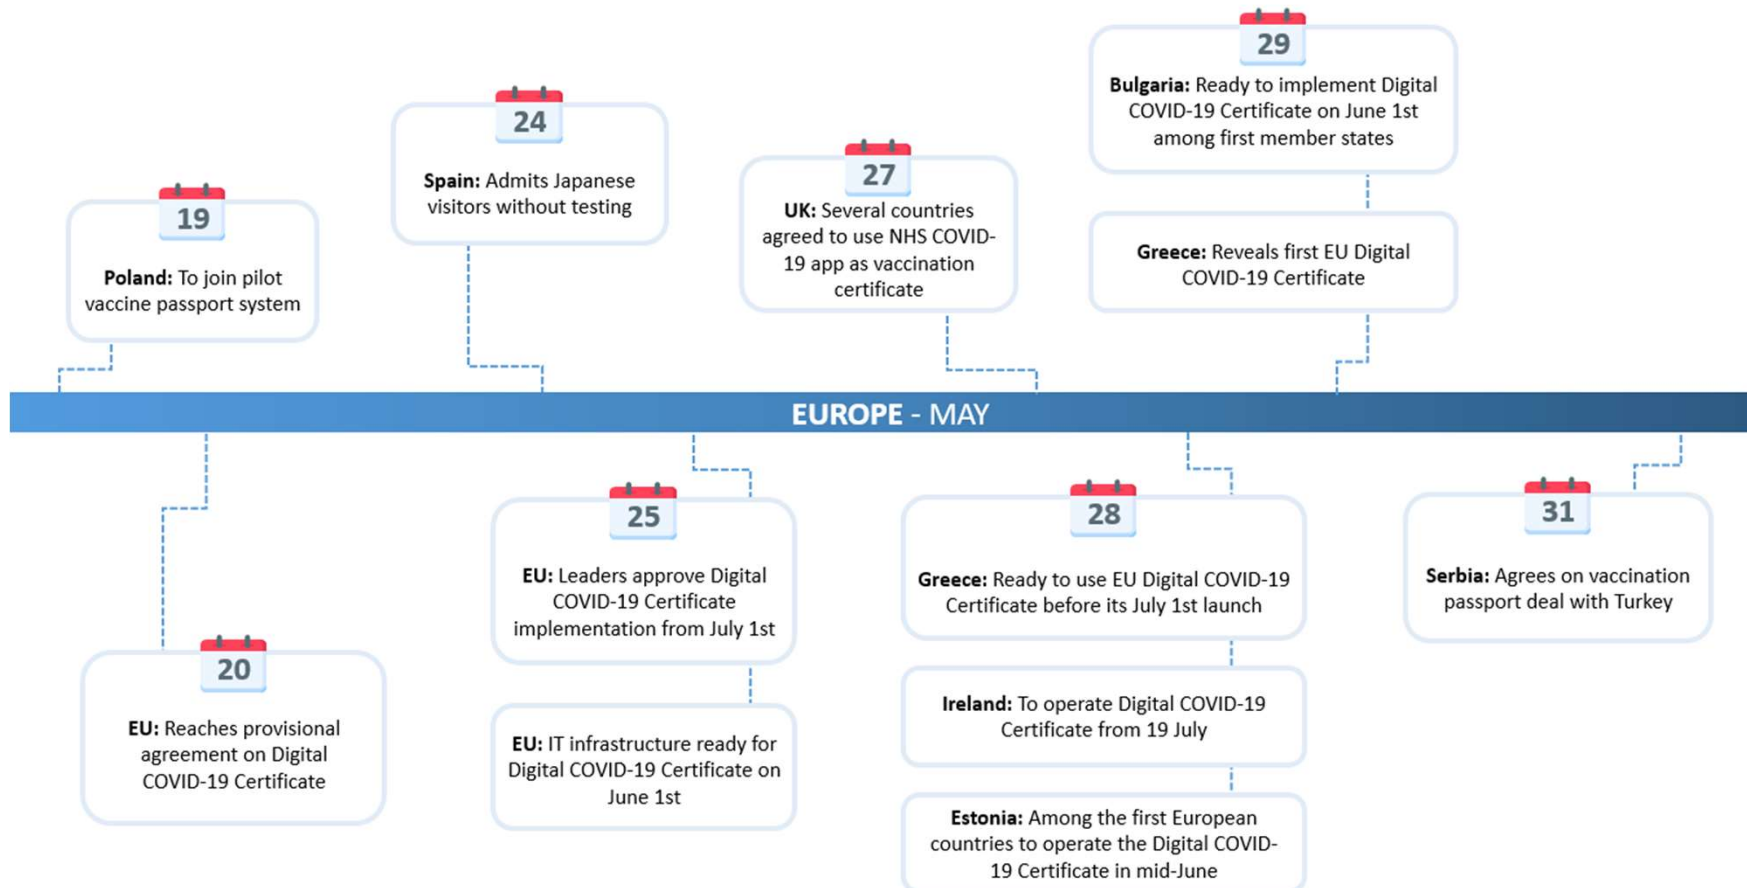 19
Poland: To join pilot
vaccine passport system
24
Spain: Admits Japanese
visitors without testing
27
UK: Several countries
agreed to use NHS COVID-
19 app as vaccination
certificate
29
Bulgaria: Ready to implement Digital
COVID-19 Certificate on June 1st
among first member states
Greece: Reveals first EU Digital
COVID-19 Certificate
EUROPE - MAY
20
EU: Reaches provisional
agreement on Digital
COVID-19 Certificate
25
EU: Leaders approve Digital
COVID-19 Certificate
implementation from July 1st
EU: IT infrastructure ready for
Digital COVID-19 Certificate on
June 1st
28
Greece: Ready to use EU Digital COVID-19
Certificate before its July 1st launch
Ireland: To operate Digital COVID-19
Certificate from 19 July
Estonia: Among the first European
countries to operate the Digital COVID-
19 Certificate in mid-June
31
Serbia: Agrees on vaccination
passport deal with Turkey